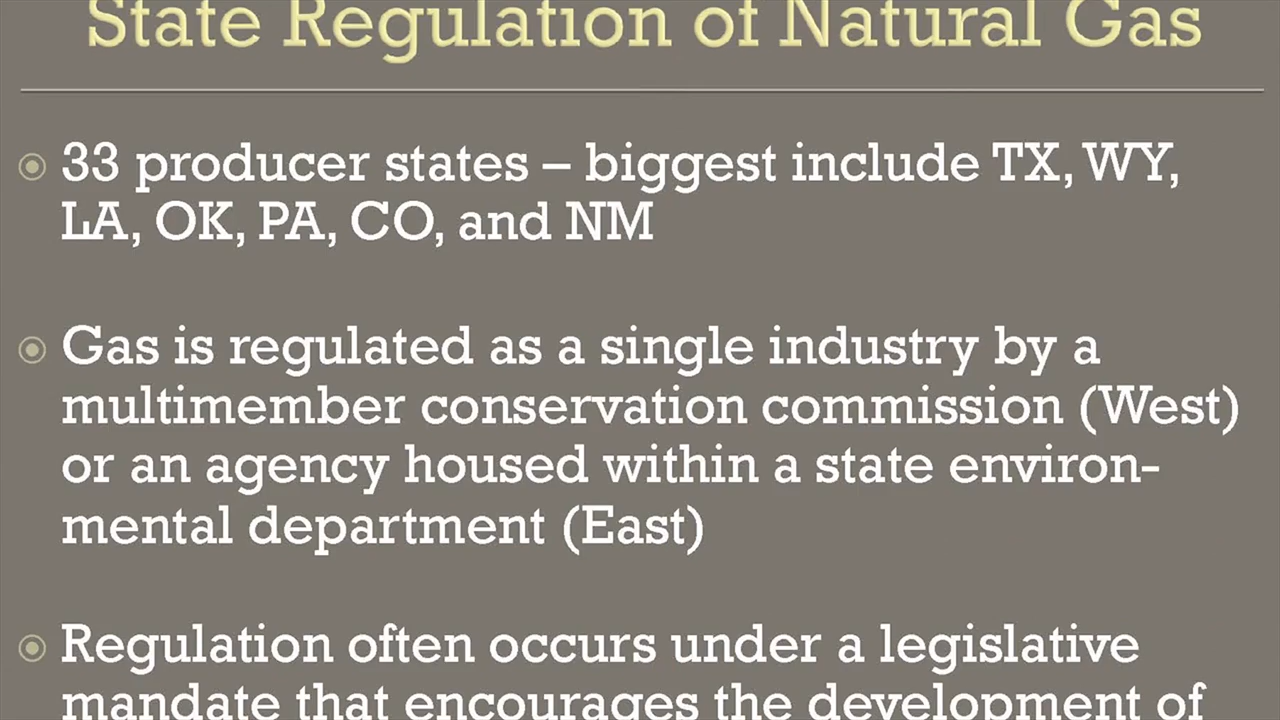 State Regulation of Natural Gas
33 producer states – biggest include TX, WY,
LA, OK, PA, CO, and NM
Gas is regulated as a single industry by a
multimember conservation commission (West)
or an agency housed within a state environ-
mental department (East)
Regulation often occurs under a legislative
mandate that encourages the development of